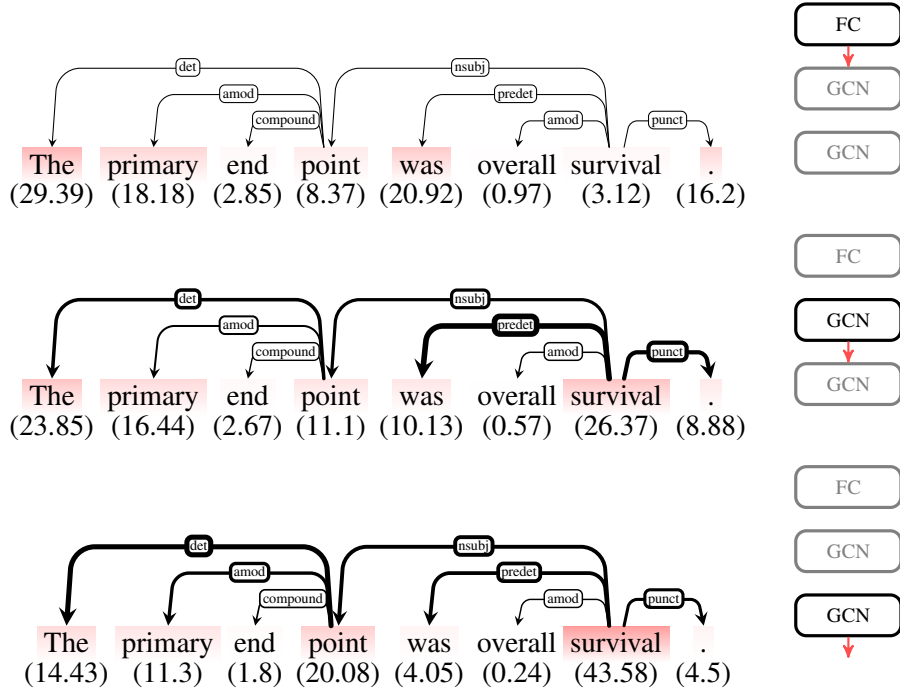 FC
det nsubj
GCN
amod predet
compound amod punct
The primary end point was overall survival .
GCN
(29.39) (18.18) (2.85) (8.37) (20.92) (0.97) (3.12) (16.2)
FC
det nsubj
GCN
amod predet
compound amod punct
The primary end point was overall survival .
GCN
(23.85) (16.44) (2.67) (11.1) (10.13) (0.57) (26.37) (8.88)
FC
det nsubj
GCN
amod predet
compound amod punct
GCN
The primary end point was overall survival .
(14.43) (11.3) (1.8) (20.08) (4.05) (0.24) (43.58) (4.5)